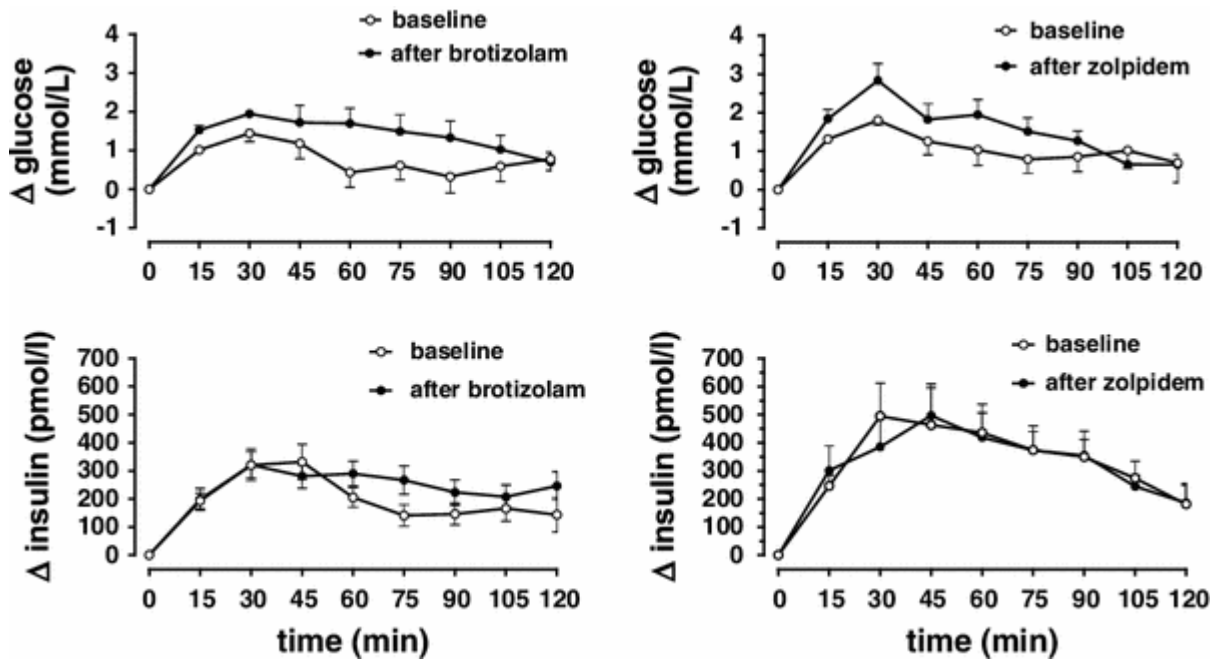 baseline
after brotizolam
Δ glucose
(mmol/L)
4
3
2
1
0
-1
0 15 30 45 60 75 90 105 120
baseline
after zolpidem
Δ glucose
(mmol/L)
4
3
2
1
0
-1
0 15 30 45 60 75 90 105 120
baseline
after brotizolam
Δ insulin (pmol/l)
700
600
500
400
300
200
100
0
0 15 30 45 60 75 90 105 120
time (min)
baseline
after zolpidem
Δ insulin (pmol/l)
700
600
500
400
300
200
100
0
0 15 30 45 60 75 90 105 120
time (min)